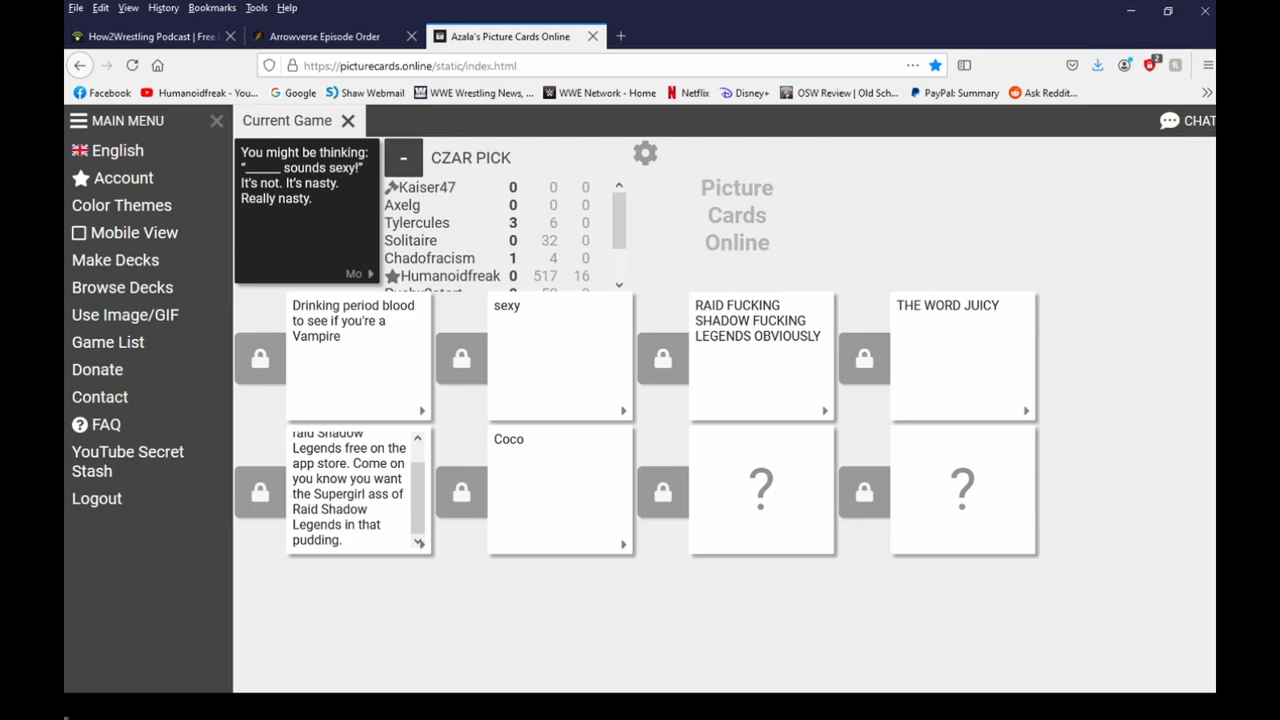 File Edit View History Bookmarks Tools Help
How2Wrestling Podcast | Free
Arrowverse Episode Order
Azala's Picture Cards Online
https://picturecards.online/static/index.html
2
Facebook
Humanoidfreak - You...
Google
Shaw Webmail
WWE Wrestling News, ...
WWE Network - Home
Netflix
Disney+
OSW Review | Old Sch...
PayPal: Summary
Ask Reddit...
MAIN MENU
English
Account
Color Themes
Mobile View
Make Decks
Browse Decks
Use Image/GIF
Game List
Donate
Contact
FAQ
YouTube Secret
Stash
Logout
Current Game
CHAT
You might be thinking:
"_____ sounds sexy!"
It's not. It's nasty.
Really nasty.
Mo
- CZAR PICK
Kaiser47 0 0 0
Axelg 0 0 0
Tylercules 3 6 0
Solitaire 0 32 0
Chadofracism 1 4 0
Humanoidfreak 0 517 16
Picture
Cards
Online
Drinking period blood
to see if you're a
Vampire
sexy
RAID FUCKING
SHADOW FUCKING
LEGENDS OBVIOUSLY
THE WORD JUICY
raid Shadow
Legends free on the
app store. Come on
you know you want
the Supergirl ass of
Raid Shadow
Legends in that
pudding.
Coco
?
?